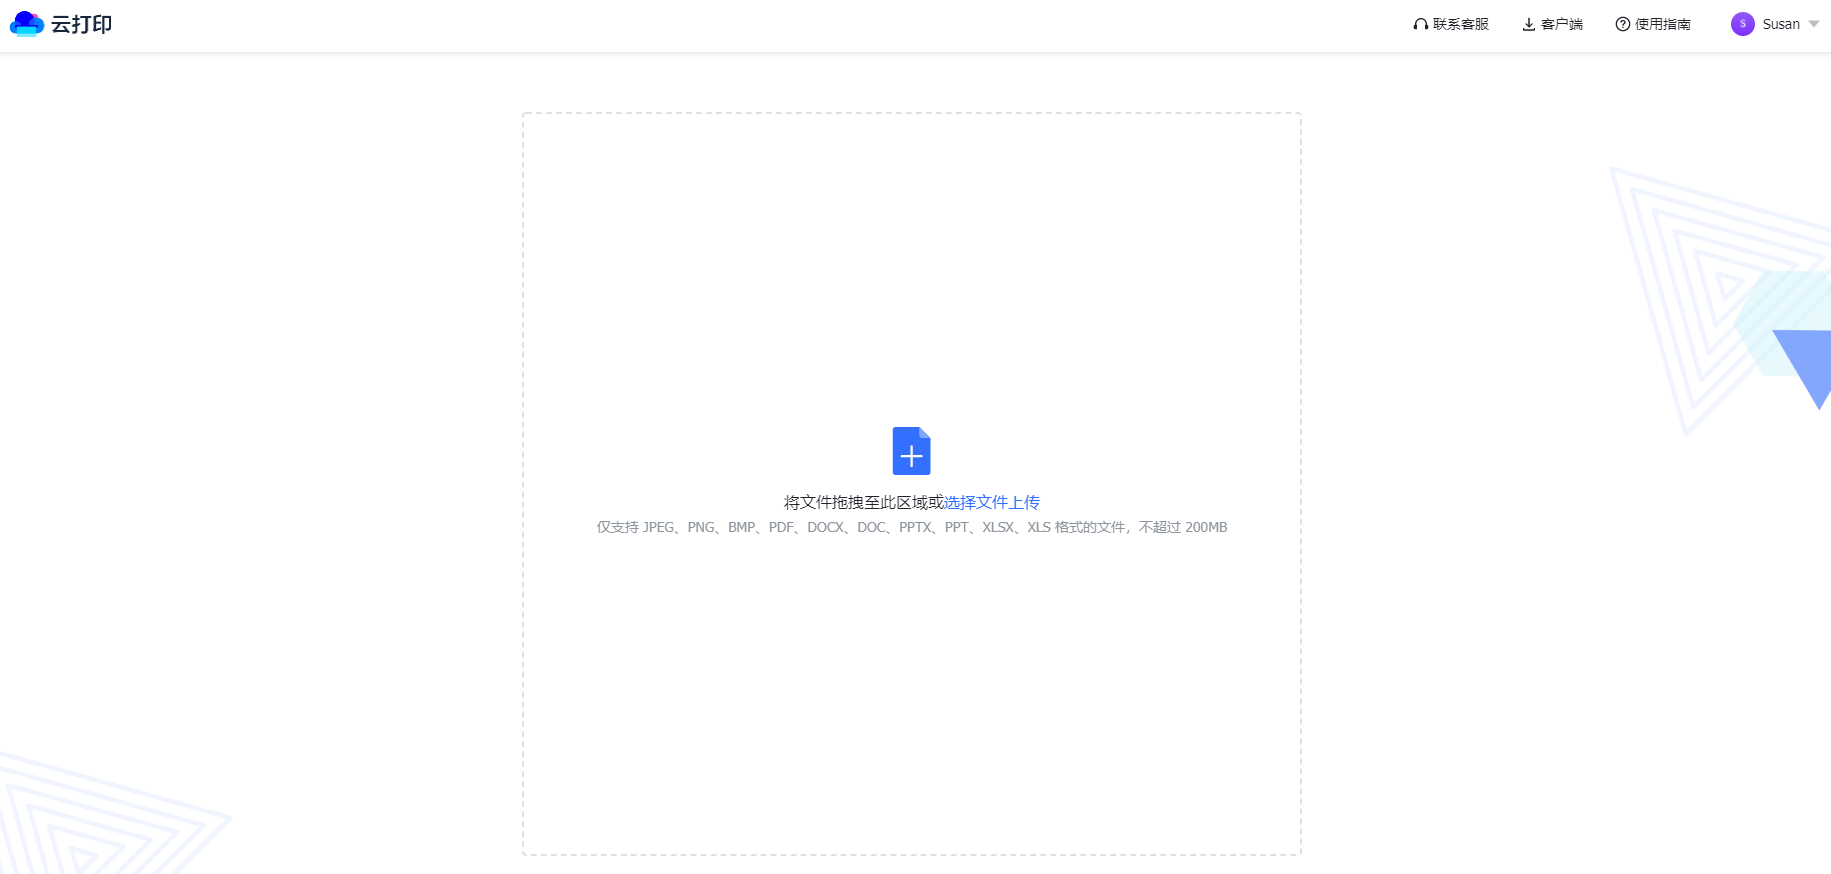 云打印
联系客服
客户端
使用指南
S
Susan
将文件拖拽至此区域或选择文件上传
仅支持 JPEG、PNG、BMP、PDF、DOCX、DOC、PPTX、PPT、XLSX、XLS 格式的文件，不超过 200MB